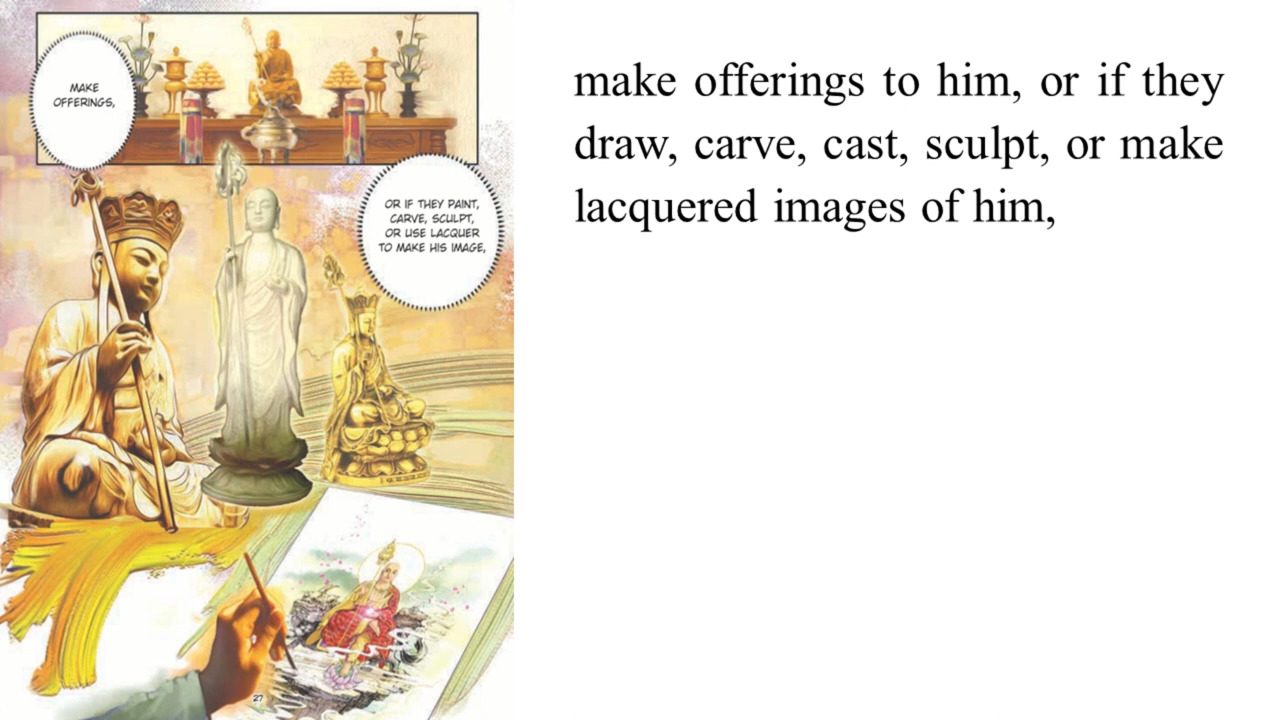 MAKE
OFFERINGS,
OR IF THEY PAINT,
CARVE, SCULPT,
OR USE LACQUER
TO MAKE HIS IMAGE,
27
make offerings to him, or if they
draw, carve, cast, sculpt, or make
lacquered images of him,